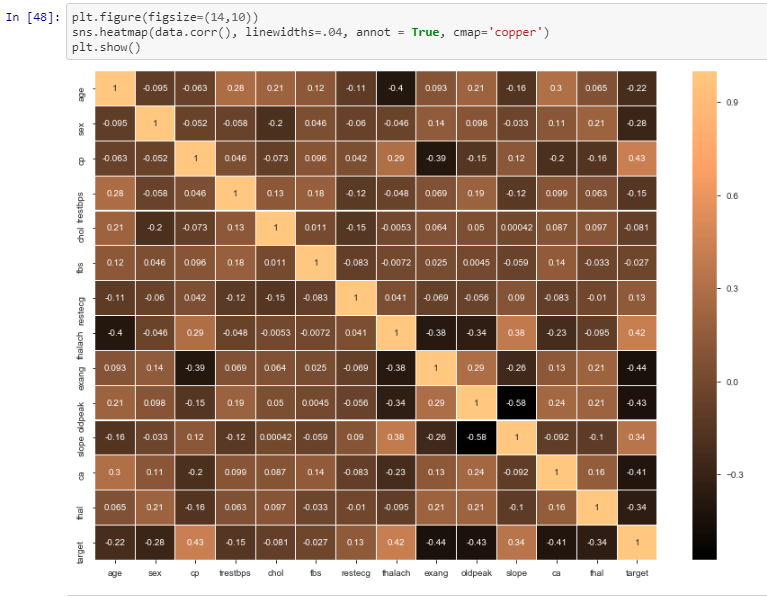 In [48]: plt.figure(figsize=(14,10))
sns.heatmap(data.corr(), linewidths=.04, annot = True, cmap='copper')
plt.show()
age 1 -0.095 -0.063 0.28 0.21 0.12 -0.11 -0.4 0.093 0.21 -0.16 0.3 0.065 -0.22
sex -0.095 1 -0.052 -0.058 -0.2 0.046 -0.06 -0.046 0.14 0.098 -0.033 0.11 0.21 -0.28
cp -0.063 -0.052 1 0.046 -0.073 0.096 0.042 0.29 -0.39 -0.15 0.12 -0.2 -0.16 0.43
trestbps 0.28 -0.058 0.046 1 0.13 0.18 -0.12 -0.048 0.069 0.19 -0.12 0.099 0.063 -0.15
chol 0.21 -0.2 -0.073 0.13 1 0.011 -0.15 -0.0053 0.064 0.05 0.00042 0.087 0.097 -0.081
fbs 0.12 0.046 0.096 0.18 0.011 1 -0.083 -0.0072 0.025 0.0045 -0.059 0.14 -0.033 -0.027
restecg -0.11 -0.06 0.042 -0.12 -0.15 -0.083 1 0.041 -0.069 -0.056 0.09 -0.083 -0.01 0.13
thalach -0.4 -0.046 0.29 -0.048 -0.0053 -0.0072 0.041 1 -0.38 -0.34 0.38 -0.23 -0.095 0.42
exang 0.093 0.14 -0.39 0.069 0.064 0.025 -0.069 -0.38 1 0.29 -0.26 0.13 0.21 -0.44
oldpeak 0.21 0.098 -0.15 0.19 0.05 0.0045 -0.056 -0.34 0.29 1 -0.58 0.24 0.21 -0.43
slope -0.16 -0.033 0.12 -0.12 0.00042 -0.059 0.09 0.38 -0.26 -0.58 1 -0.092 -0.1 0.34
ca 0.3 0.11 -0.2 0.099 0.087 0.14 -0.083 -0.23 0.13 0.24 -0.092 1 0.16 -0.41
thal 0.065 0.21 -0.16 0.063 0.097 -0.033 -0.01 -0.095 0.21 0.21 -0.1 0.16 1 -0.34
target -0.22 -0.28 0.43 -0.15 -0.081 -0.027 0.13 0.42 -0.44 -0.43 0.34 -0.41 -0.34 1
age sex cp trestbps chol fbs restecg thalach exang oldpeak slope ca thal target
0.9
0.6
0.3
0.0
-0.3